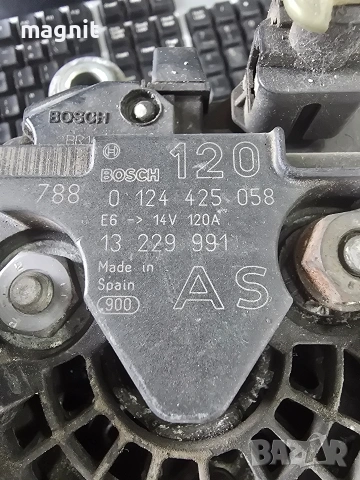 magnit
BOSCH
BOSCH 120
788 0 124 425 058
E6 -> 14V 120A
13 229 991
Made in
Spain
AS
900
BAZAR